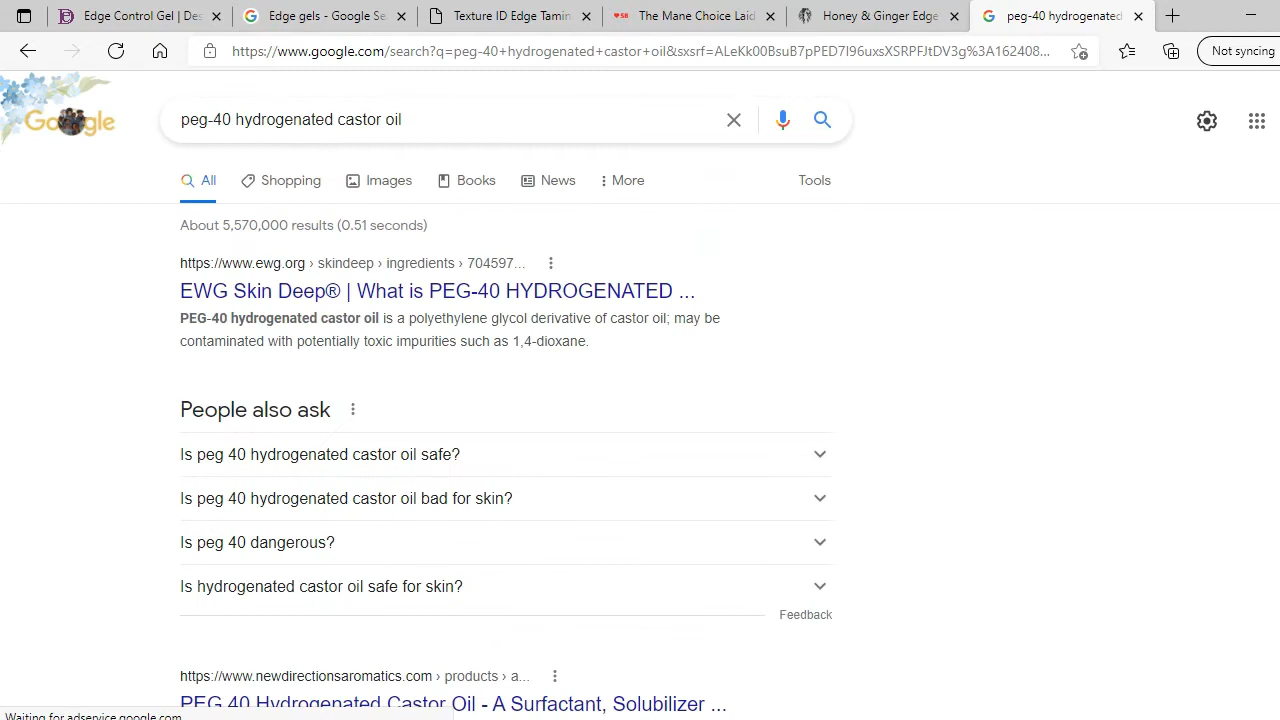 Edge Control Gel | Des
Edge gels - Google Se
Texture ID Edge Tamin
The Mane Choice Laid
Honey & Ginger Edge
peg-40 hydrogenated
https://www.google.com/search?q=peg-40+hydrogenated+castor+oil&sxsrf=ALeKk00BsuB7pPED7I96uxsXSRPFJtDV3g%3A162408...
Not syncing
Google
peg-40 hydrogenated castor oil
All
Shopping
Images
Books
News
More
Tools
About 5,570,000 results (0.51 seconds)
https://www.ewg.org › skindeep › ingredients › 704597...
EWG Skin Deep® | What is PEG-40 HYDROGENATED ...
PEG-40 hydrogenated castor oil is a polyethylene glycol derivative of castor oil; may be
contaminated with potentially toxic impurities such as 1,4-dioxane.
People also ask
Is peg 40 hydrogenated castor oil safe?
Is peg 40 hydrogenated castor oil bad for skin?
Is peg 40 dangerous?
Is hydrogenated castor oil safe for skin?
Feedback
https://www.newdirectionsaromatics.com › products › a...
PEG 40 Hydrogenated Castor Oil - A Surfactant, Solubilizer ...
Waiting for adservice.google.com